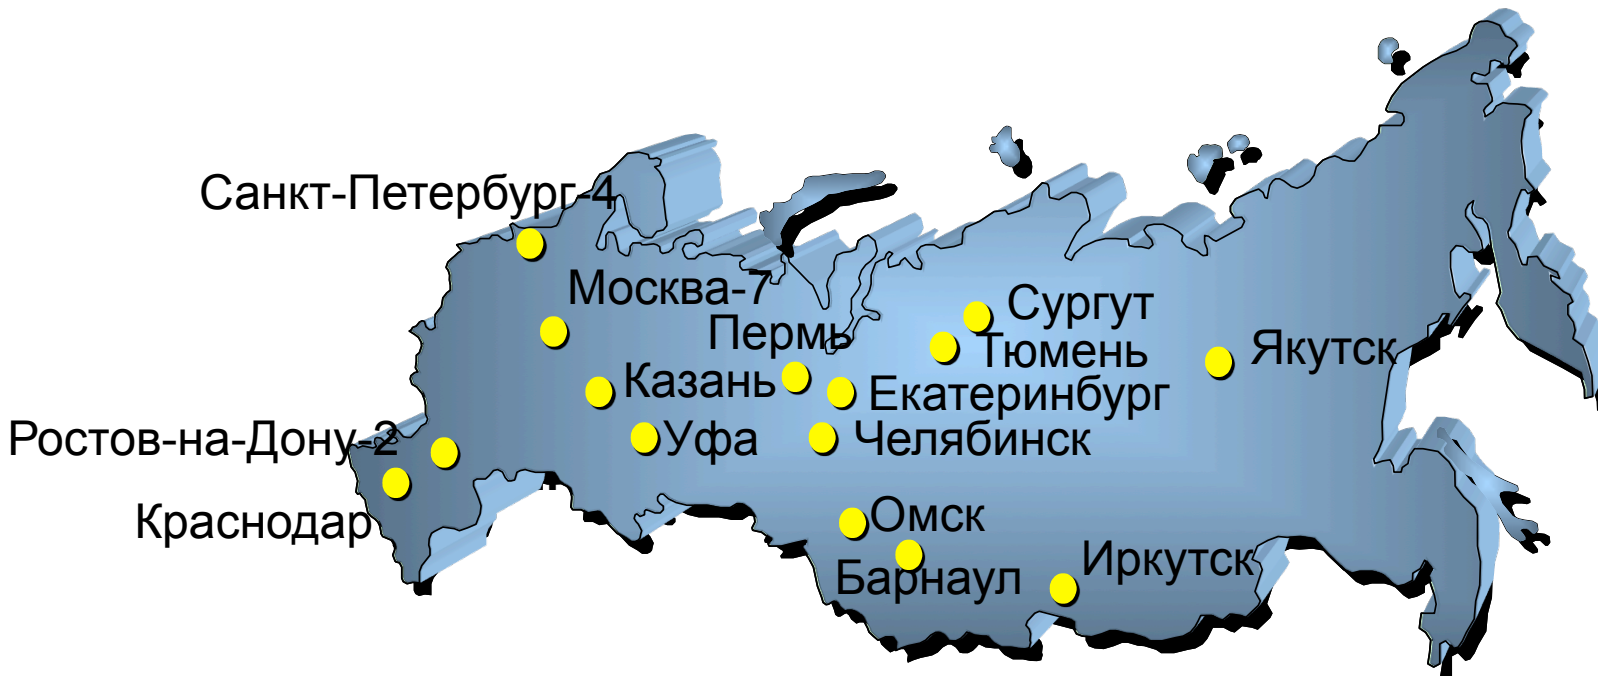 Санкт-Петербург-4
Москва-7
Сургут
Пермь
Тюмень
Якутск
Казань
Екатеринбург
Ростов-на-Дону-2
Уфа
Челябинск
Краснодар
Омск
Иркутск
Барнаул